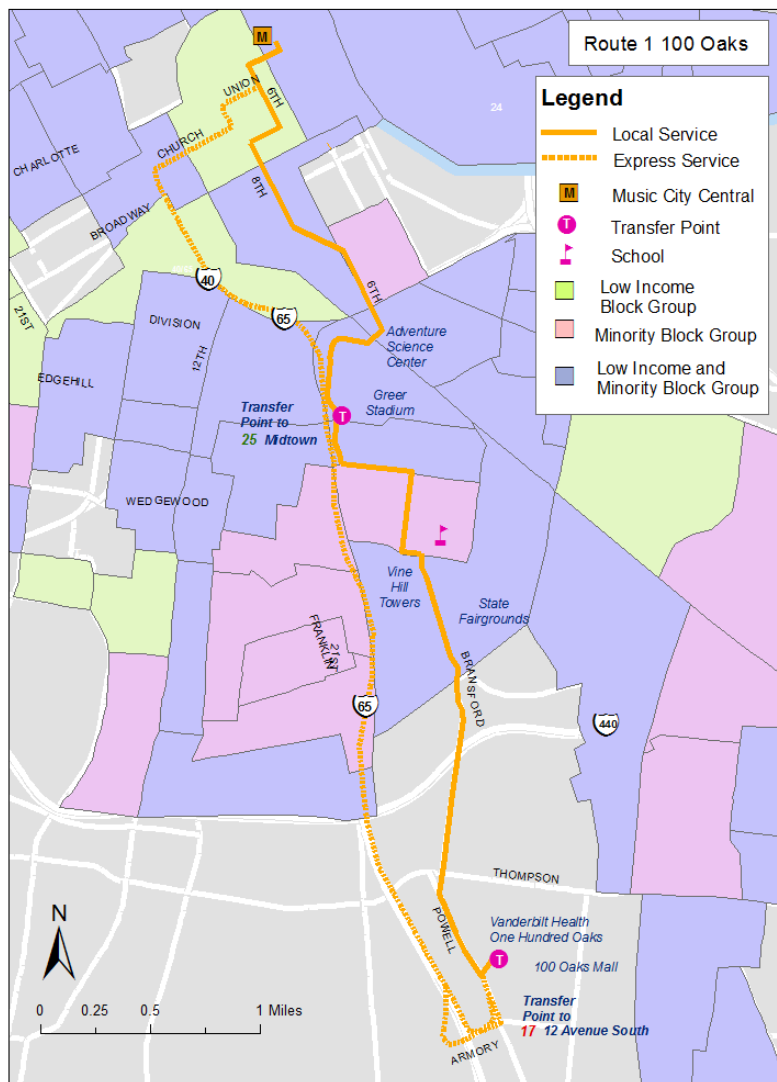 Route 1 100 Oaks
M
UNION
6TH
24
Legend
Local Service
Express Service
M Music City Central
T Transfer Point
School
Low Income
Block Group
Minority Block Group
Low Income and
Minority Block Group
CHURCH
CHARLOTTE
8TH
BROADWAY
40
6TH
21ST
DIVISION
65
12TH
Adventure
Science
Center
EDGEHILL
Greer
Stadium
Transfer
Point to
25 Midtown
T
WEDGEWOOD
Vine
Hill
Towers
State
Fairgrounds
FRANKLIN
21ST
BRANSFORD
65
440
THOMPSON
POWELL
Vanderbilt Health
One Hundred Oaks
T
100 Oaks Mall
N
0 0.25 0.5 1 Miles
Transfer
Point to
17 12 Avenue South
ARMORY